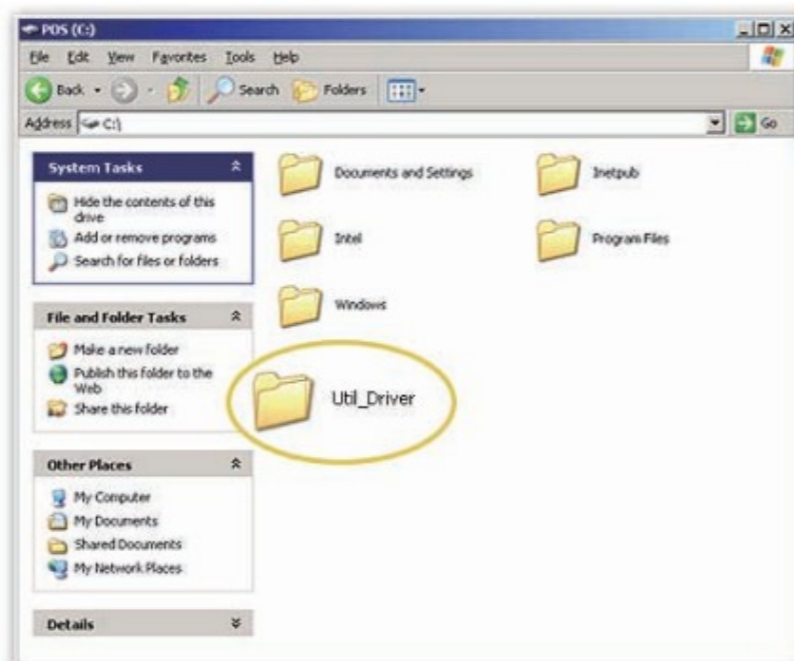 POS (C:)
File Edit View Favorites Tools Help
Back Search Folders
Address C:\ Go
System Tasks
Hide the contents of this
drive
Add or remove programs
Search for files or folders
File and Folder Tasks
Make a new folder
Publish this folder to the
Web
Share this folder
Other Places
My Computer
My Documents
Shared Documents
My Network Places
Details
Documents and Settings
Inetpub
Intel
Program Files
Windows
Util_Driver